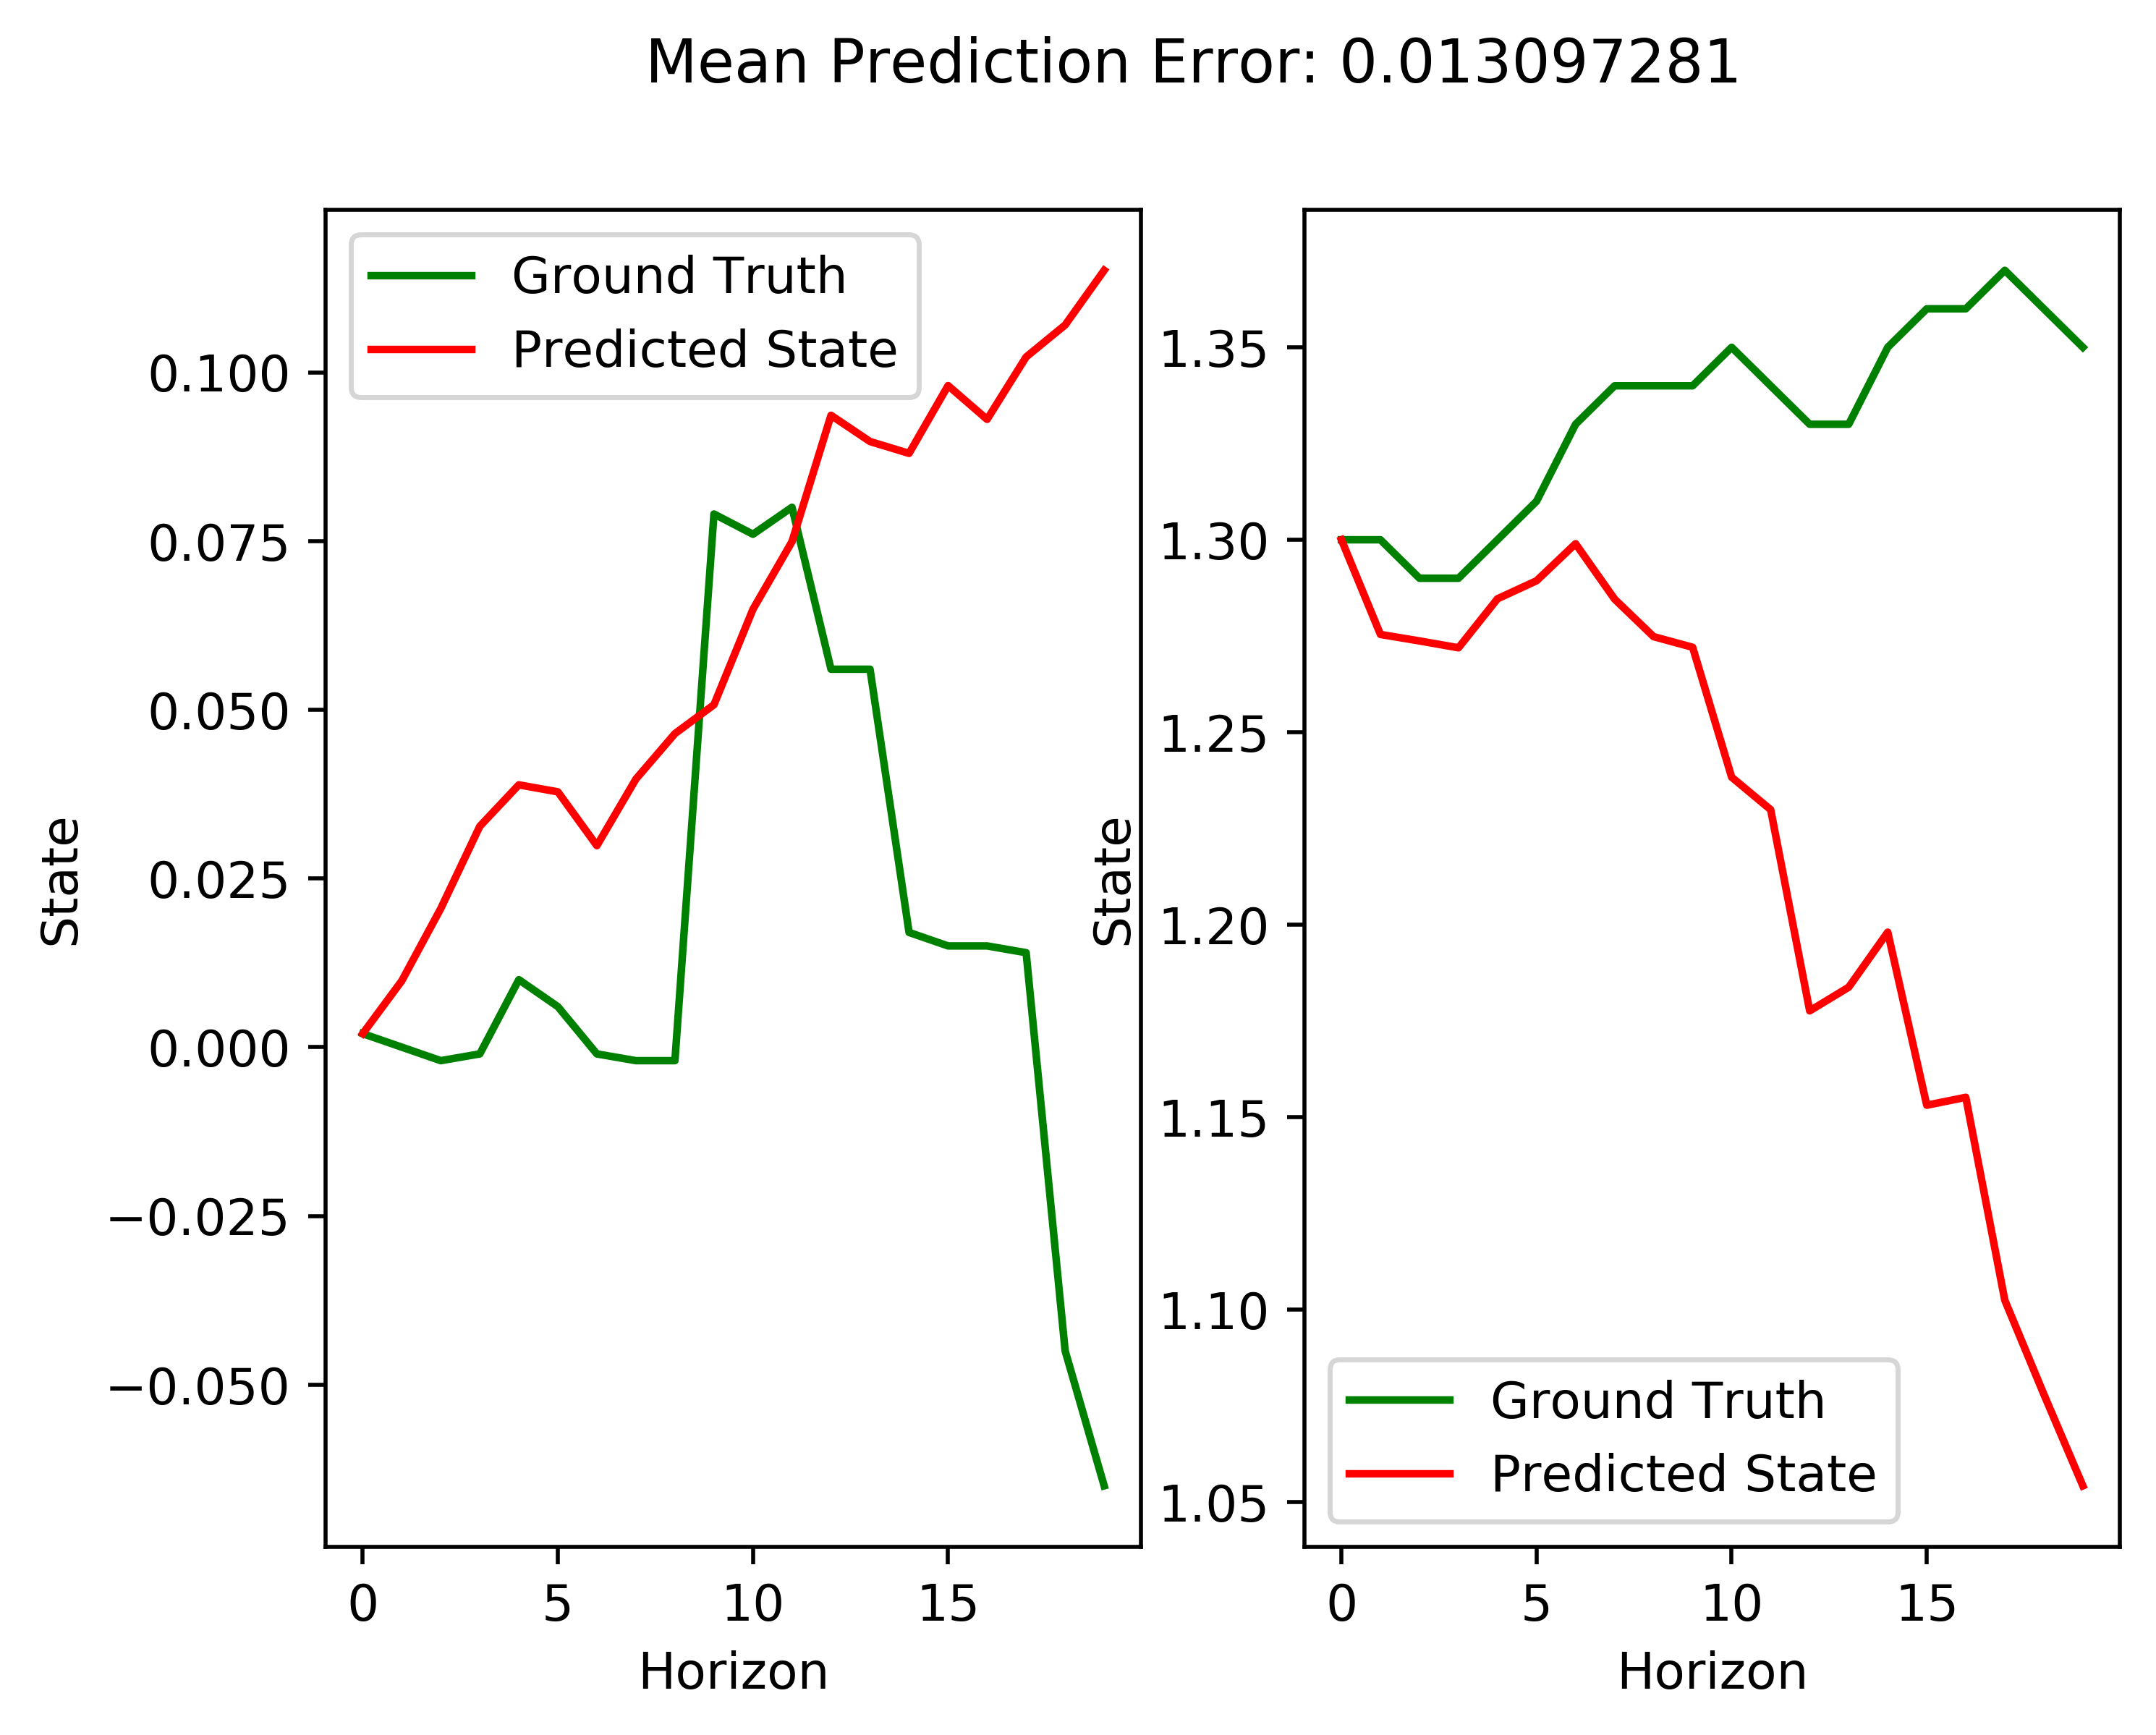 Mean Prediction Error: 0.013097281
Ground Truth
Predicted State
0.100
0.075
0.050
0.025
0.000
−0.025
−0.050
State
0
5
10
15
Horizon
1.35
1.30
1.25
1.20
1.15
1.10
1.05
State
Ground Truth
Predicted State
0
5
10
15
Horizon